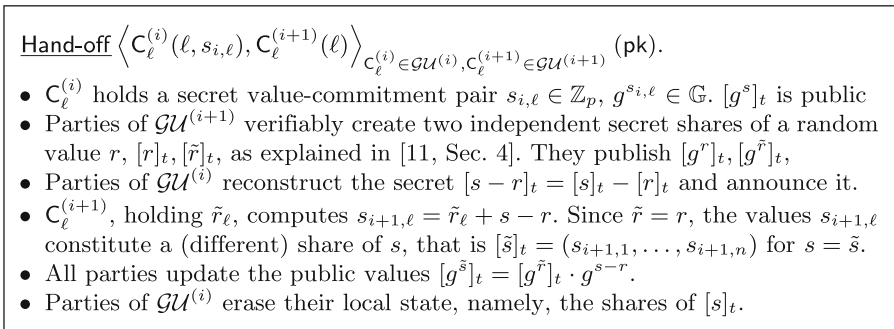 Hand-off ⟨C_ℓ^{(i)}(ℓ, s_{i,ℓ}), C_ℓ^{(i+1)}(ℓ)⟩_{C_ℓ^{(i)}∈𝒢𝒰^{(i)}, C_ℓ^{(i+1)}∈𝒢𝒰^{(i+1)}} (pk).
• C_ℓ^{(i)} holds a secret value-commitment pair s_{i,ℓ} ∈ ℤ_p, g^{s_{i,ℓ}} ∈ 𝔾. [g^s]_t is public
• Parties of 𝒢𝒰^{(i+1)} verifiably create two independent secret shares of a random
value r, [r]_t, [r̃]_t, as explained in [11, Sec. 4]. They publish [g^r]_t, [g^{r̃}]_t,
• Parties of 𝒢𝒰^{(i)} reconstruct the secret [s − r]_t = [s]_t − [r]_t and announce it.
• C_ℓ^{(i+1)}, holding r̃_ℓ, computes s_{i+1,ℓ} = r̃_ℓ + s − r. Since r̃ = r, the values s_{i+1,ℓ}
constitute a (different) share of s, that is [s̃]_t = (s_{i+1,1}, . . . , s_{i+1,n}) for s = s̃.
• All parties update the public values [g^{s̃}]_t = [g^{r̃}]_t · g^{s−r}.
• Parties of 𝒢𝒰^{(i)} erase their local state, namely, the shares of [s]_t.